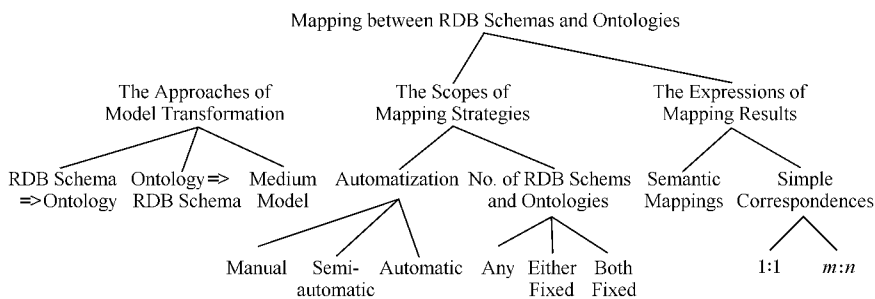 Mapping between RDB Schemas and Ontologies
The Approaches of
Model Transformation
The Scopes of
Mapping Strategies
The Expressions of
Mapping Results
RDB Schema
=>Ontology
Ontology=>
RDB Schema
Medium
Model
Automatization
No. of RDB Schems
and Ontologies
Semantic
Mappings
Simple
Correspondences
Manual
Semi-
automatic
Automatic
Any
Either
Fixed
Both
Fixed
1:1
m:n